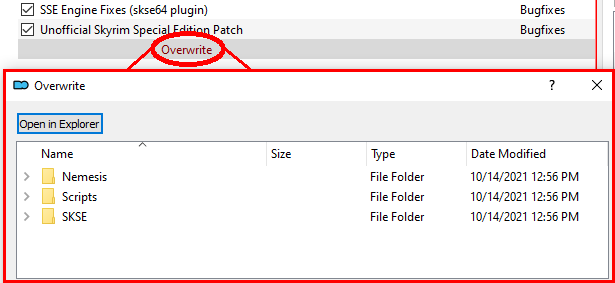 SSE Engine Fixes (skse64 plugin) Bugfixes
Unofficial Skyrim Special Edition Patch Bugfixes
Overwrite
Overwrite ? ×
Open in Explorer
Name Size Type Date Modified
Nemesis File Folder 10/14/2021 12:56 PM
Scripts File Folder 10/14/2021 12:56 PM
SKSE File Folder 10/14/2021 12:56 PM